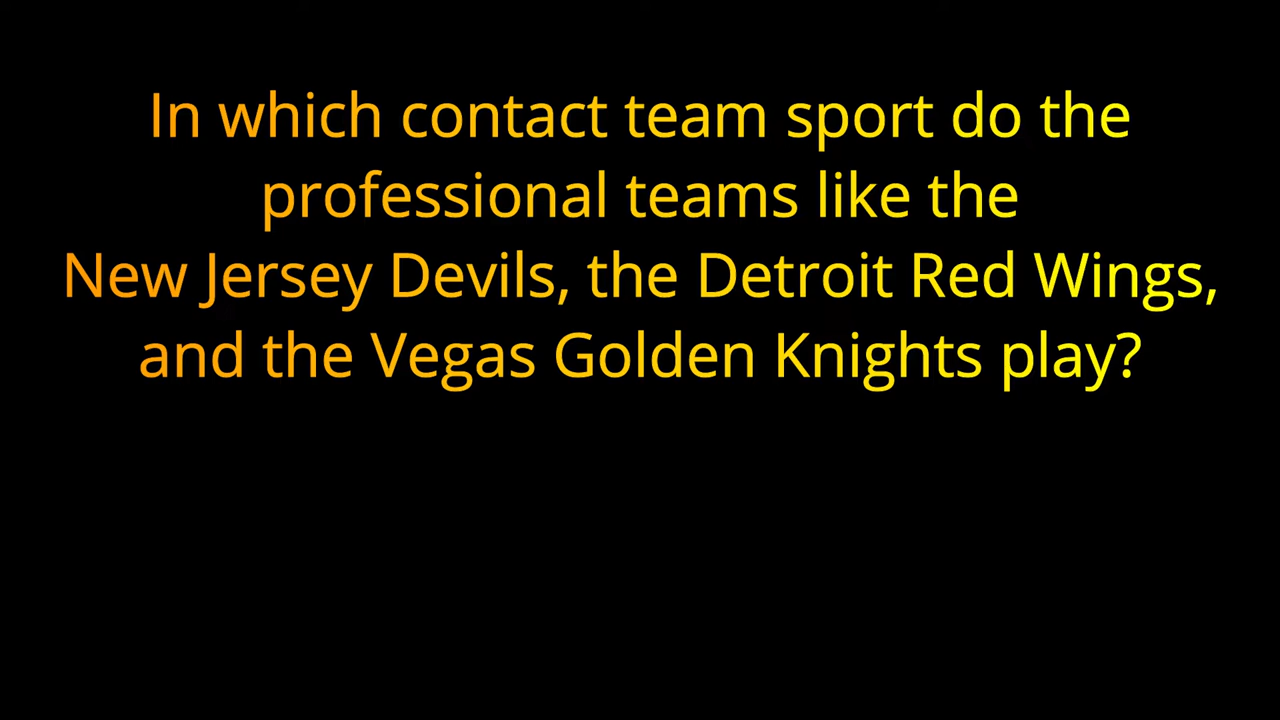 In which contact team sport do the
professional teams like the
New Jersey Devils, the Detroit Red Wings,
and the Vegas Golden Knights play?